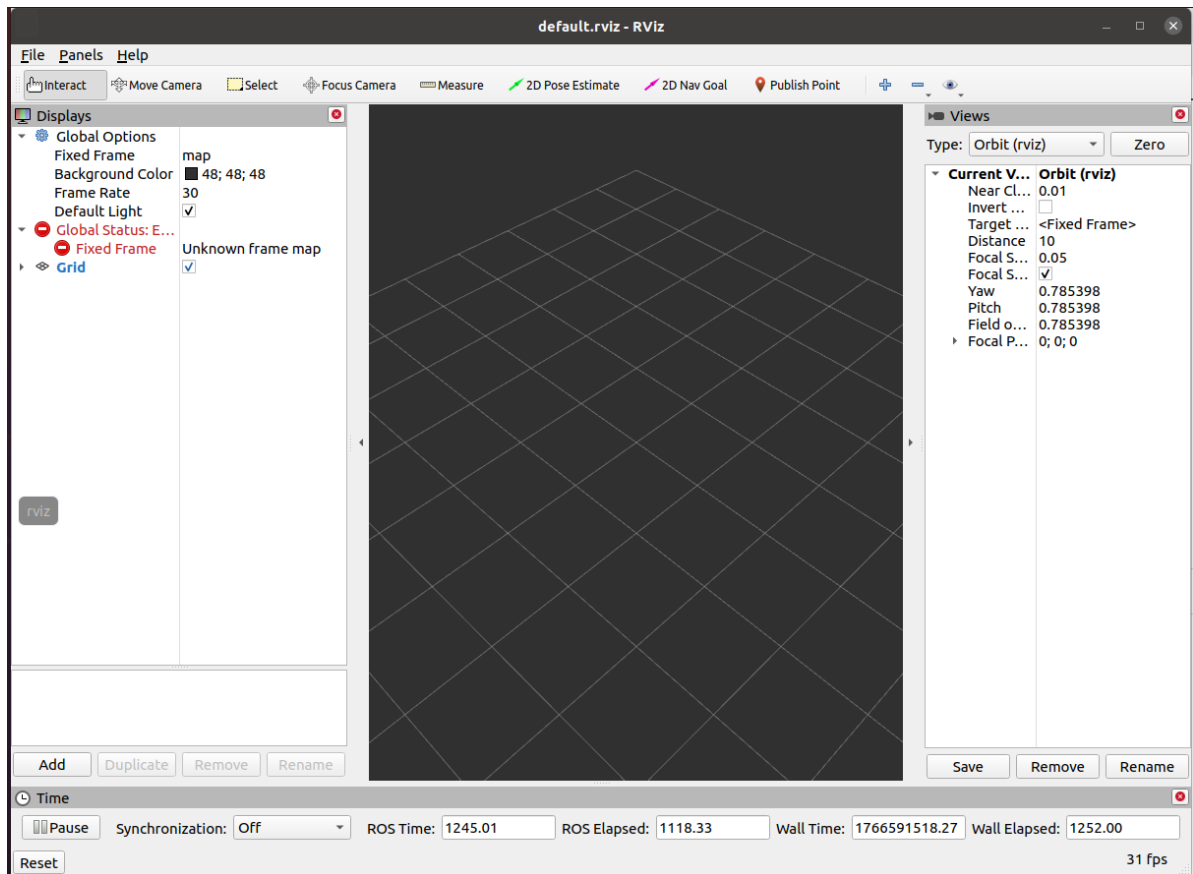 default.rviz - RViz
File Panels Help
Interact Move Camera Select Focus Camera Measure 2D Pose Estimate 2D Nav Goal Publish Point
Displays
Global Options
Fixed Frame map
Background Color 48; 48; 48
Frame Rate 30
Default Light
Global Status: E...
Fixed Frame Unknown frame map
Grid
rviz
Add Duplicate Remove Rename
Views
Type: Orbit (rviz) Zero
Current V... Orbit (rviz)
Near Cl... 0.01
Invert ...
Target ... <Fixed Frame>
Distance 10
Focal S... 0.05
Focal S...
Yaw 0.785398
Pitch 0.785398
Field o... 0.785398
Focal P... 0; 0; 0
Save Remove Rename
Time
Pause Synchronization: Off ROS Time: 1245.01 ROS Elapsed: 1118.33 Wall Time: 1766591518.27 Wall Elapsed: 1252.00
Reset 31 fps